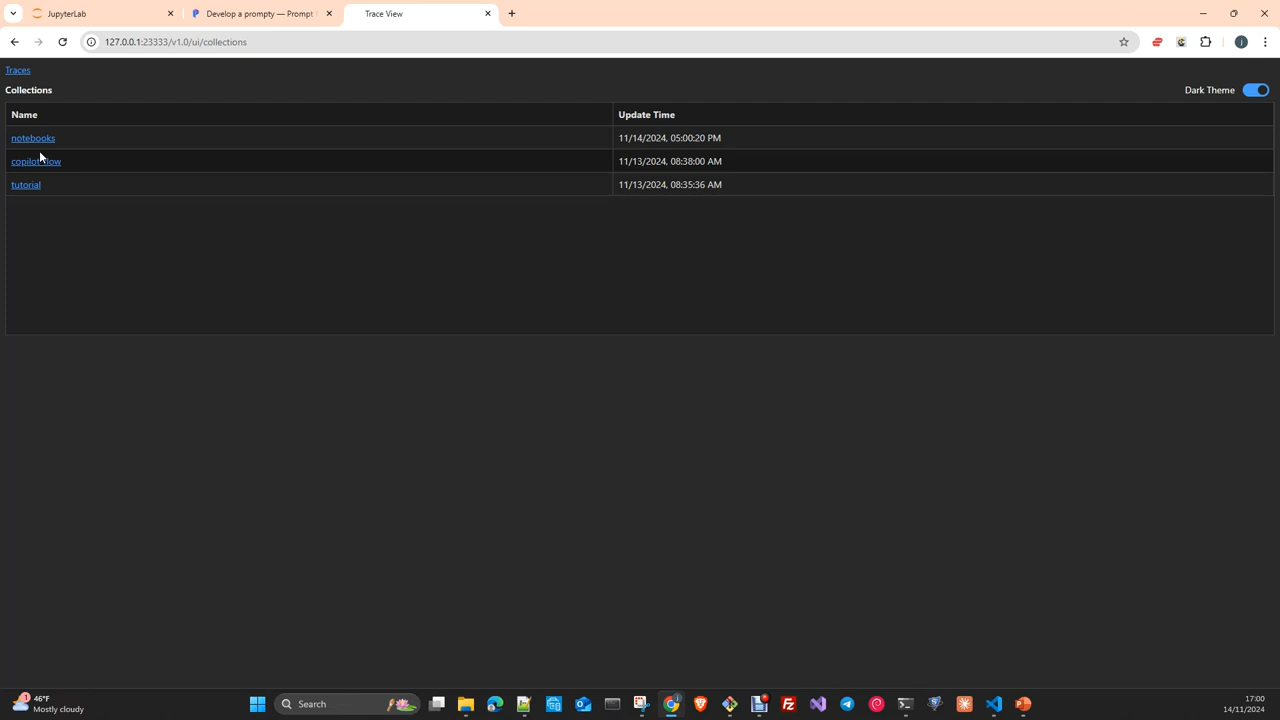 JupyterLab
Develop a prompty — Prompt
Trace View
127.0.0.1:23333/v1.0/ui/collections
Traces
Collections
Dark Theme
Name
Update Time
notebooks
11/14/2024, 05:00:20 PM
11/13/2024, 08:38:00 AM
tutorial
11/13/2024, 08:35:36 AM
1
46°F
Mostly cloudy
Search
17:00
14/11/2024